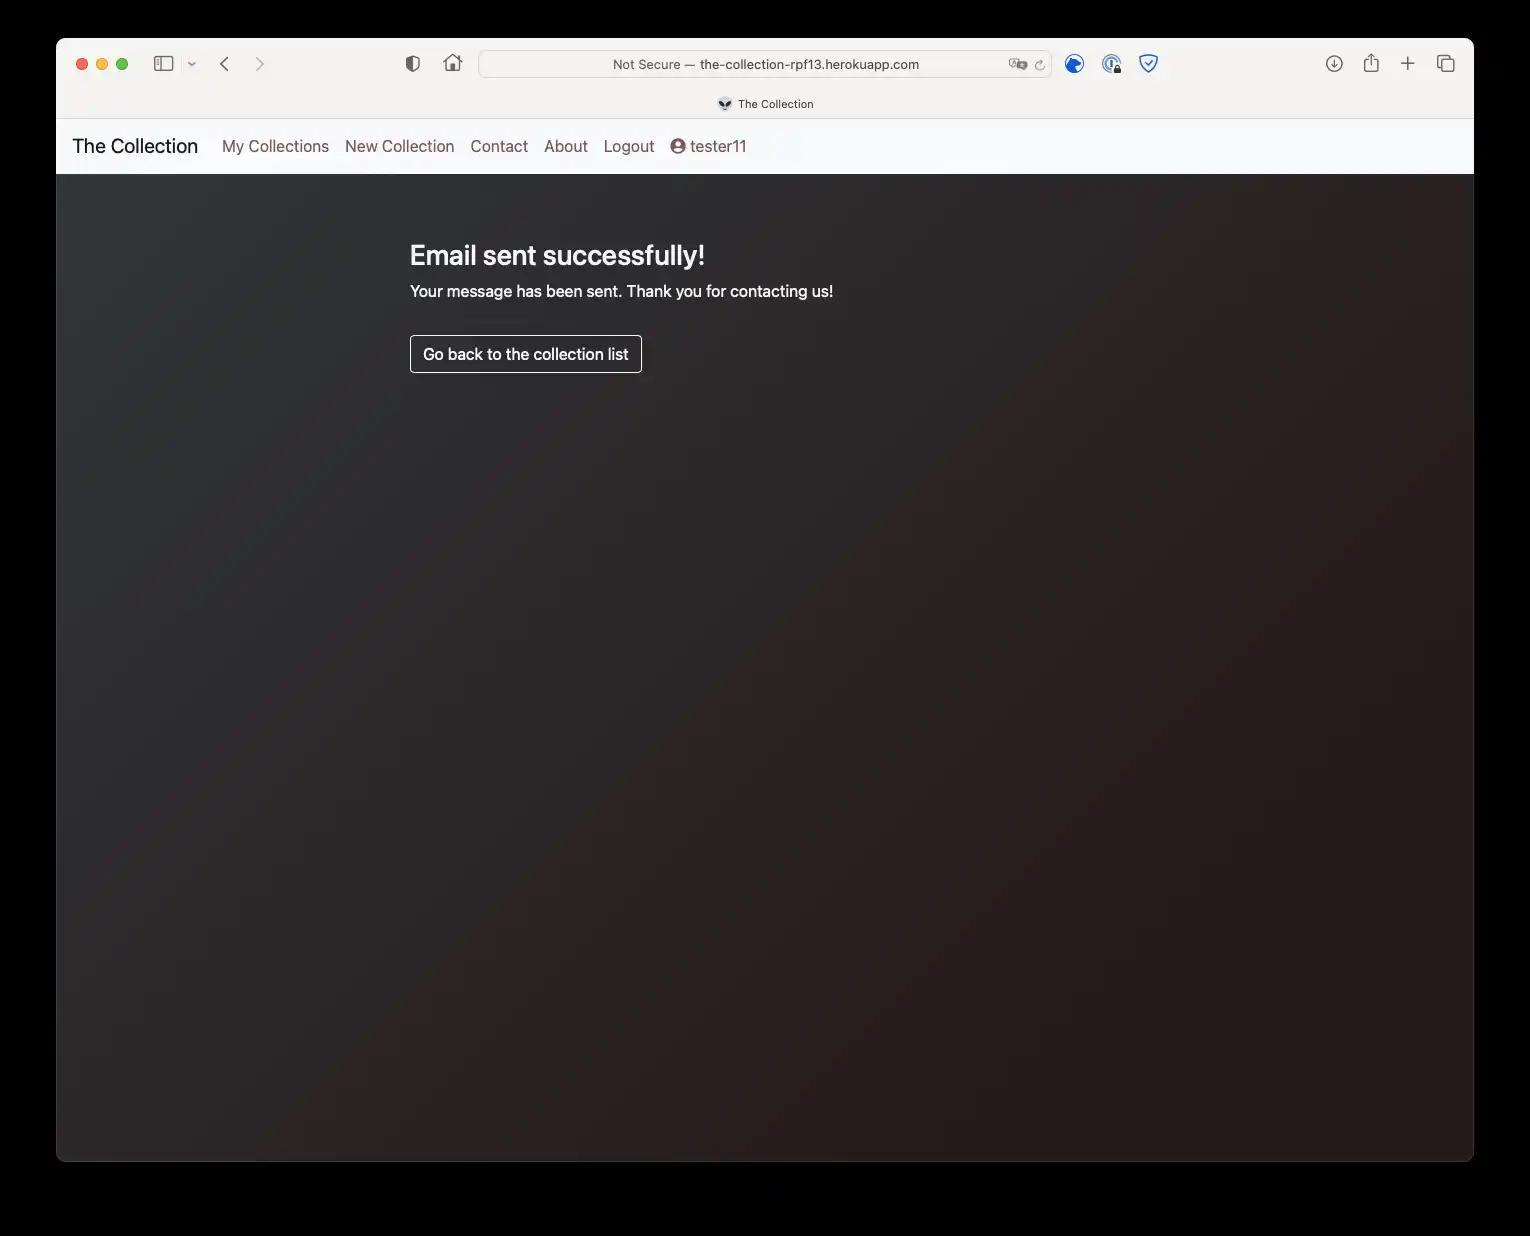 Not Secure — the-collection-rpf13.herokuapp.com
The Collection
The Collection My Collections New Collection Contact About Logout tester11
Email sent successfully!
Your message has been sent. Thank you for contacting us!
Go back to the collection list